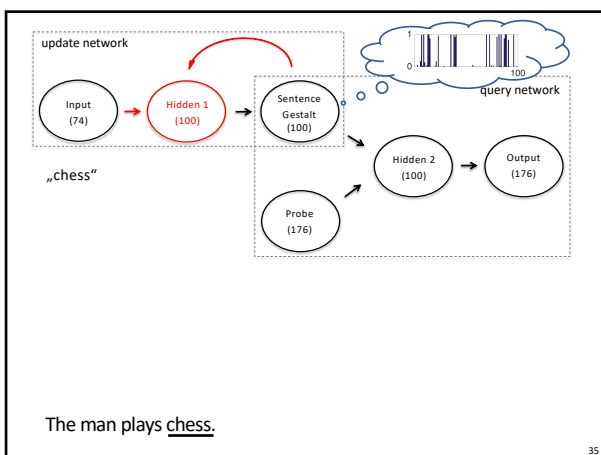 update network
1
0
100
query network
Input
(74)
Hidden 1
(100)
Sentence
Gestalt
(100)
Hidden 2
(100)
Output
(176)
„chess“
Probe
(176)
The man plays chess.
35